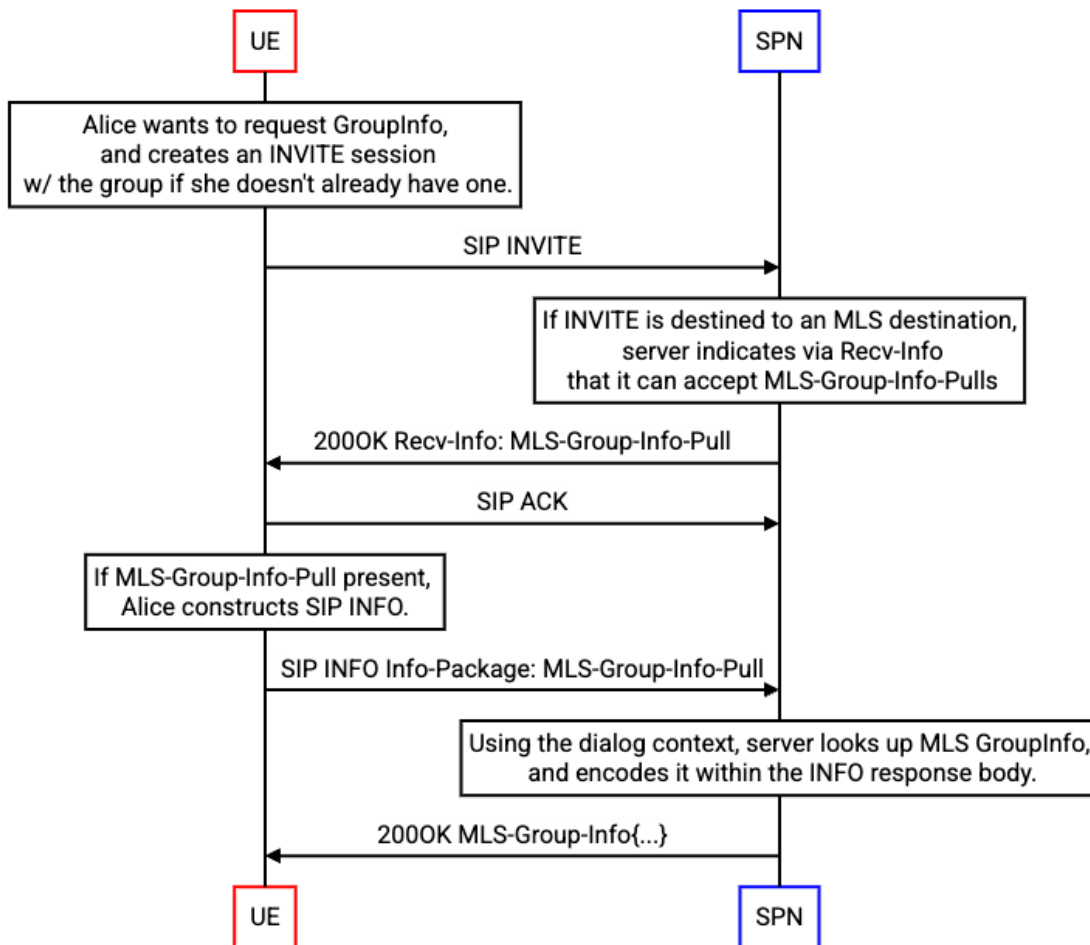 UE
SPN
Alice wants to request GroupInfo,
and creates an INVITE session
w/ the group if she doesn't already have one.
SIP INVITE
If INVITE is destined to an MLS destination,
server indicates via Recv-Info
that it can accept MLS-Group-Info-Pulls
200OK Recv-Info: MLS-Group-Info-Pull
SIP ACK
If MLS-Group-Info-Pull present,
Alice constructs SIP INFO.
SIP INFO Info-Package: MLS-Group-Info-Pull
Using the dialog context, server looks up MLS GroupInfo,
and encodes it within the INFO response body.
200OK MLS-Group-Info{...}
UE
SPN